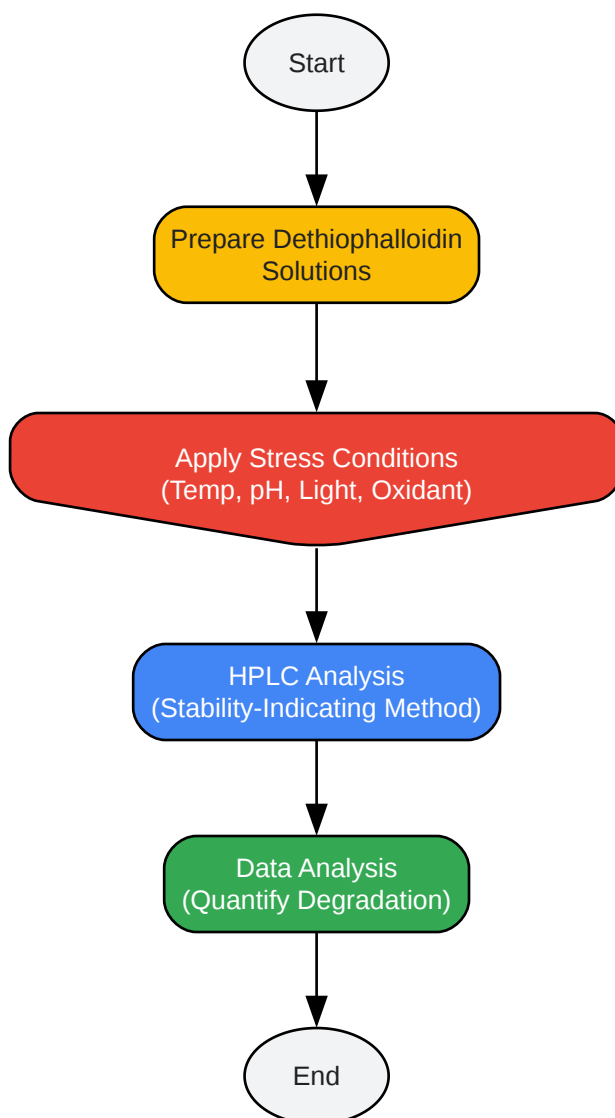 Start
Prepare Dethiophalloidin
Solutions
Apply Stress Conditions
(Temp, pH, Light, Oxidant)
HPLC Analysis
(Stability-Indicating Method)
Data Analysis
(Quantify Degradation)
End